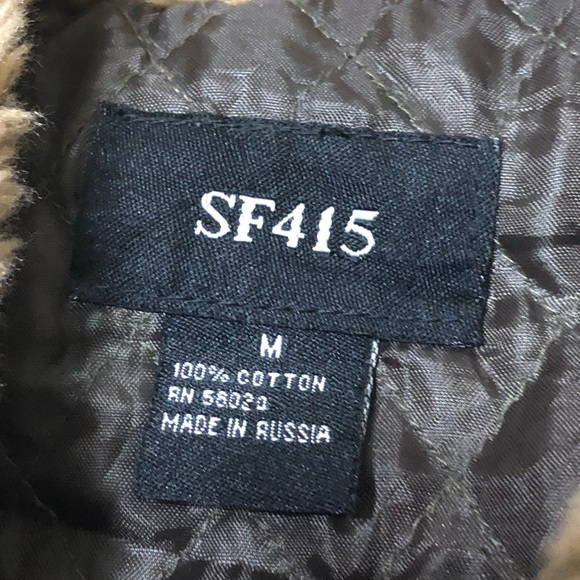 SF415
M
100% COTTON
RN 58020
MADE IN RUSSIA